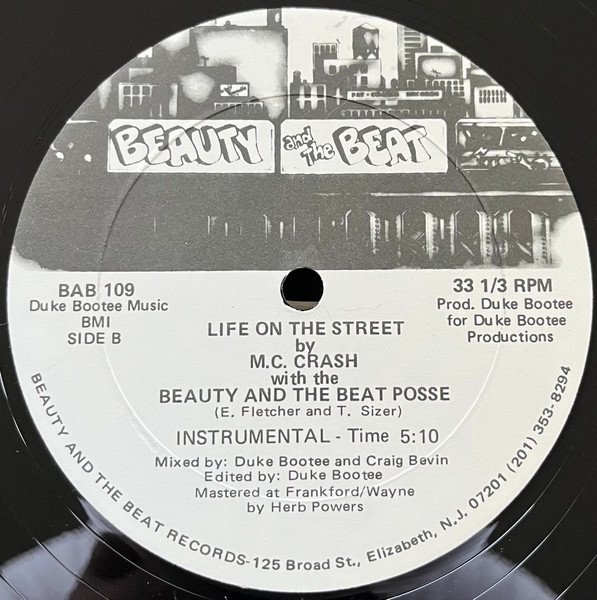 BEAUTY and The BEAT
BAB 109
Duke Bootee Music
BMI
SIDE B
33 1/3 RPM
Prod. Duke Bootee
for Duke Bootee
Productions
LIFE ON THE STREET
by
M.C. CRASH
with the
BEAUTY AND THE BEAT POSSE
(E. Fletcher and T. Sizer)
INSTRUMENTAL - Time 5:10
Mixed by: Duke Bootee and Craig Bevin
Edited by: Duke Bootee
Mastered at Frankford/Wayne
by Herb Powers
BEAUTY AND THE BEAT RECORDS-125 Broad St., Elizabeth, N.J. 07201 (201) 353-8294